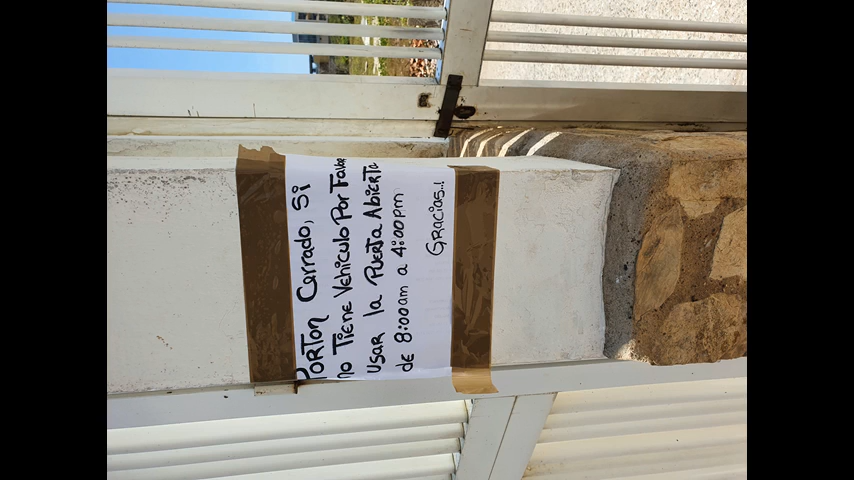 PORTON Cerrado, Si
no Tiene Vehiculo Por Favor
usar la Puerta Abierta
de 8:00am a 4:00pm
Gracias..!